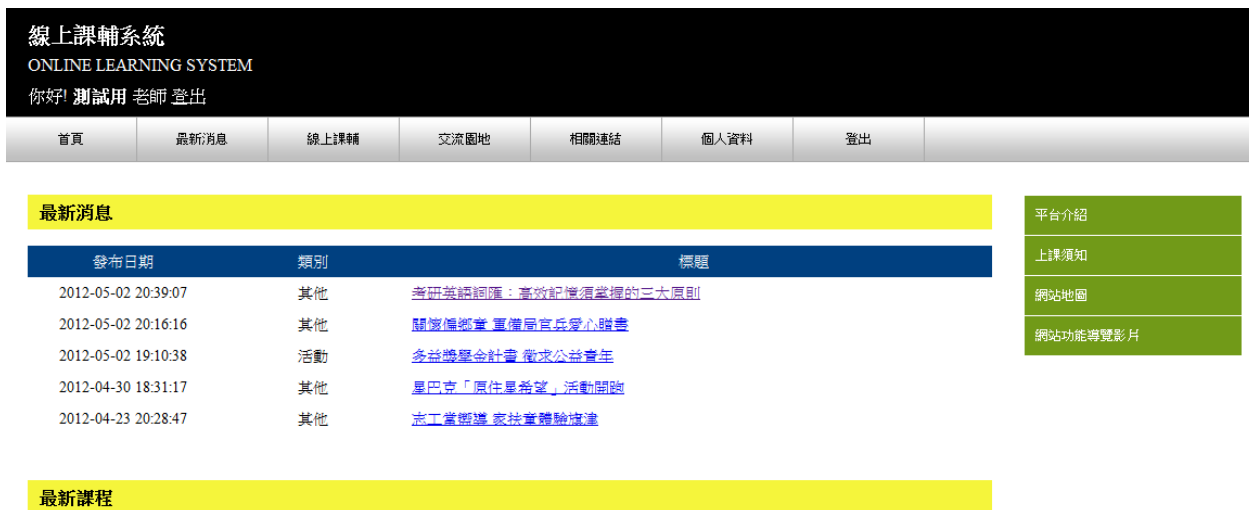 線上課輔系統
ONLINE LEARNING SYSTEM
你好! 測試用 老師 登出
首頁 最新消息 線上課輔 交流園地 相關連結 個人資料 登出
最新消息
發布日期 類別 標題
2012-05-02 20:39:07 其他 考研英語詞匯：高效記憶須掌握的三大原則
2012-05-02 20:16:16 其他 關懷偏鄉童 軍備局官兵愛心贈書
2012-05-02 19:10:38 活動 多益獎學金計畫 徵求公益青年
2012-04-30 18:31:17 其他 星巴克「原住星希望」活動開跑
2012-04-23 20:28:47 其他 志工當嚮導 家扶童體驗旗津
最新課程
平台介紹
上課須知
網站地圖
網站功能導覽影片